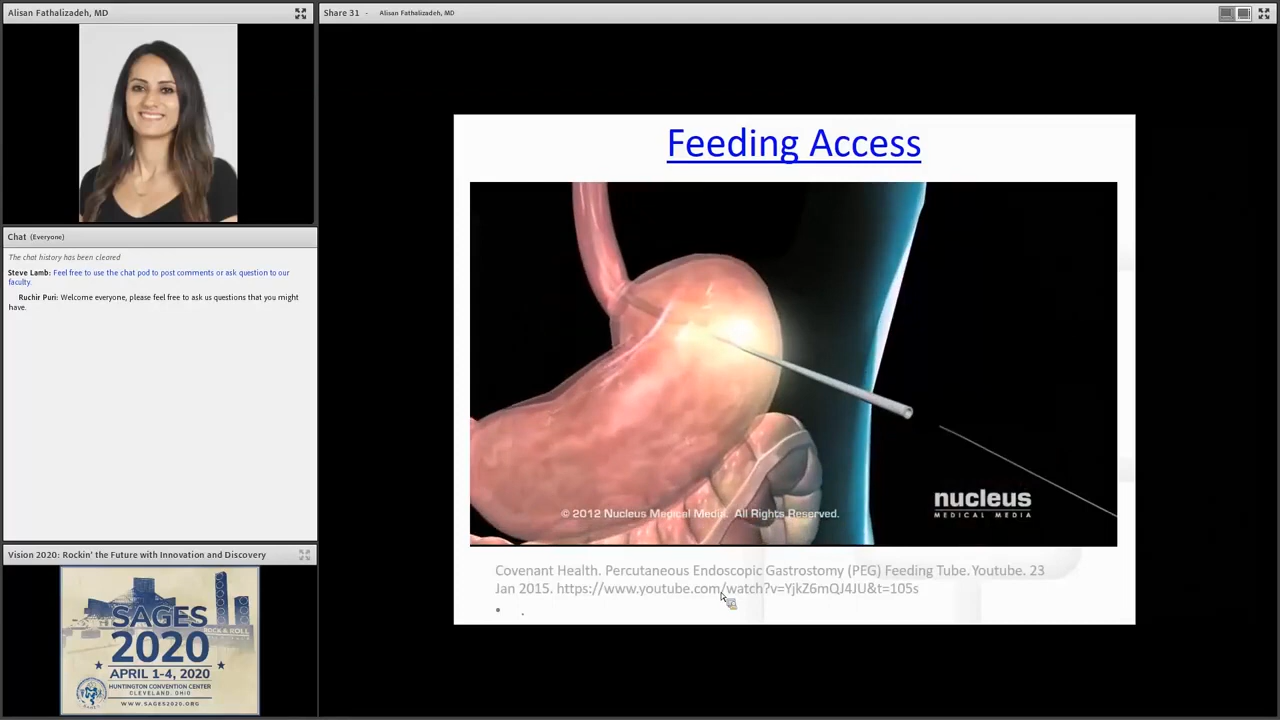 Alisan Fathalizadeh, MD
Share 31 - Alisan Fathalizadeh, MD
Chat (Everyone)
The chat history has been cleared
Steve Lamb: Feel free to use the chat pod to post comments or ask question to our
faculty.
Ruchir Puri: Welcome everyone, please feel free to ask us questions that you might
have.
Vision 2020: Rockin' the Future with Innovation and Discovery
SAGES
ROCK & ROLL
2020
APRIL 1-4, 2020
HUNTINGTON CONVENTION CENTER
CLEVELAND, OHIO
WWW.SAGES2020.ORG
Feeding Access
nucleus
MEDICAL MEDIA
© 2012 Nucleus Medical Media. All Rights Reserved.
Covenant Health. Percutaneous Endoscopic Gastrostomy (PEG) Feeding Tube. Youtube. 23
Jan 2015. https://www.youtube.com/watch?v=YjkZ6mQJ4JU&t=105s
• .